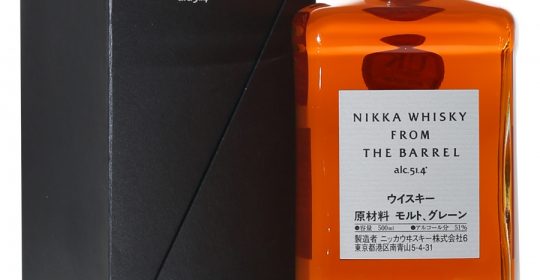 alc.51.4°
NIKKA WHISKY
FROM
THE BARREL
alc.51.4°
ウイスキー
原材料 モルト、グレーン
●容量 500ml ●アルコール分 51%
製造者 ニッカウヰスキー株式会社6
東京都港区南青山5-4-31